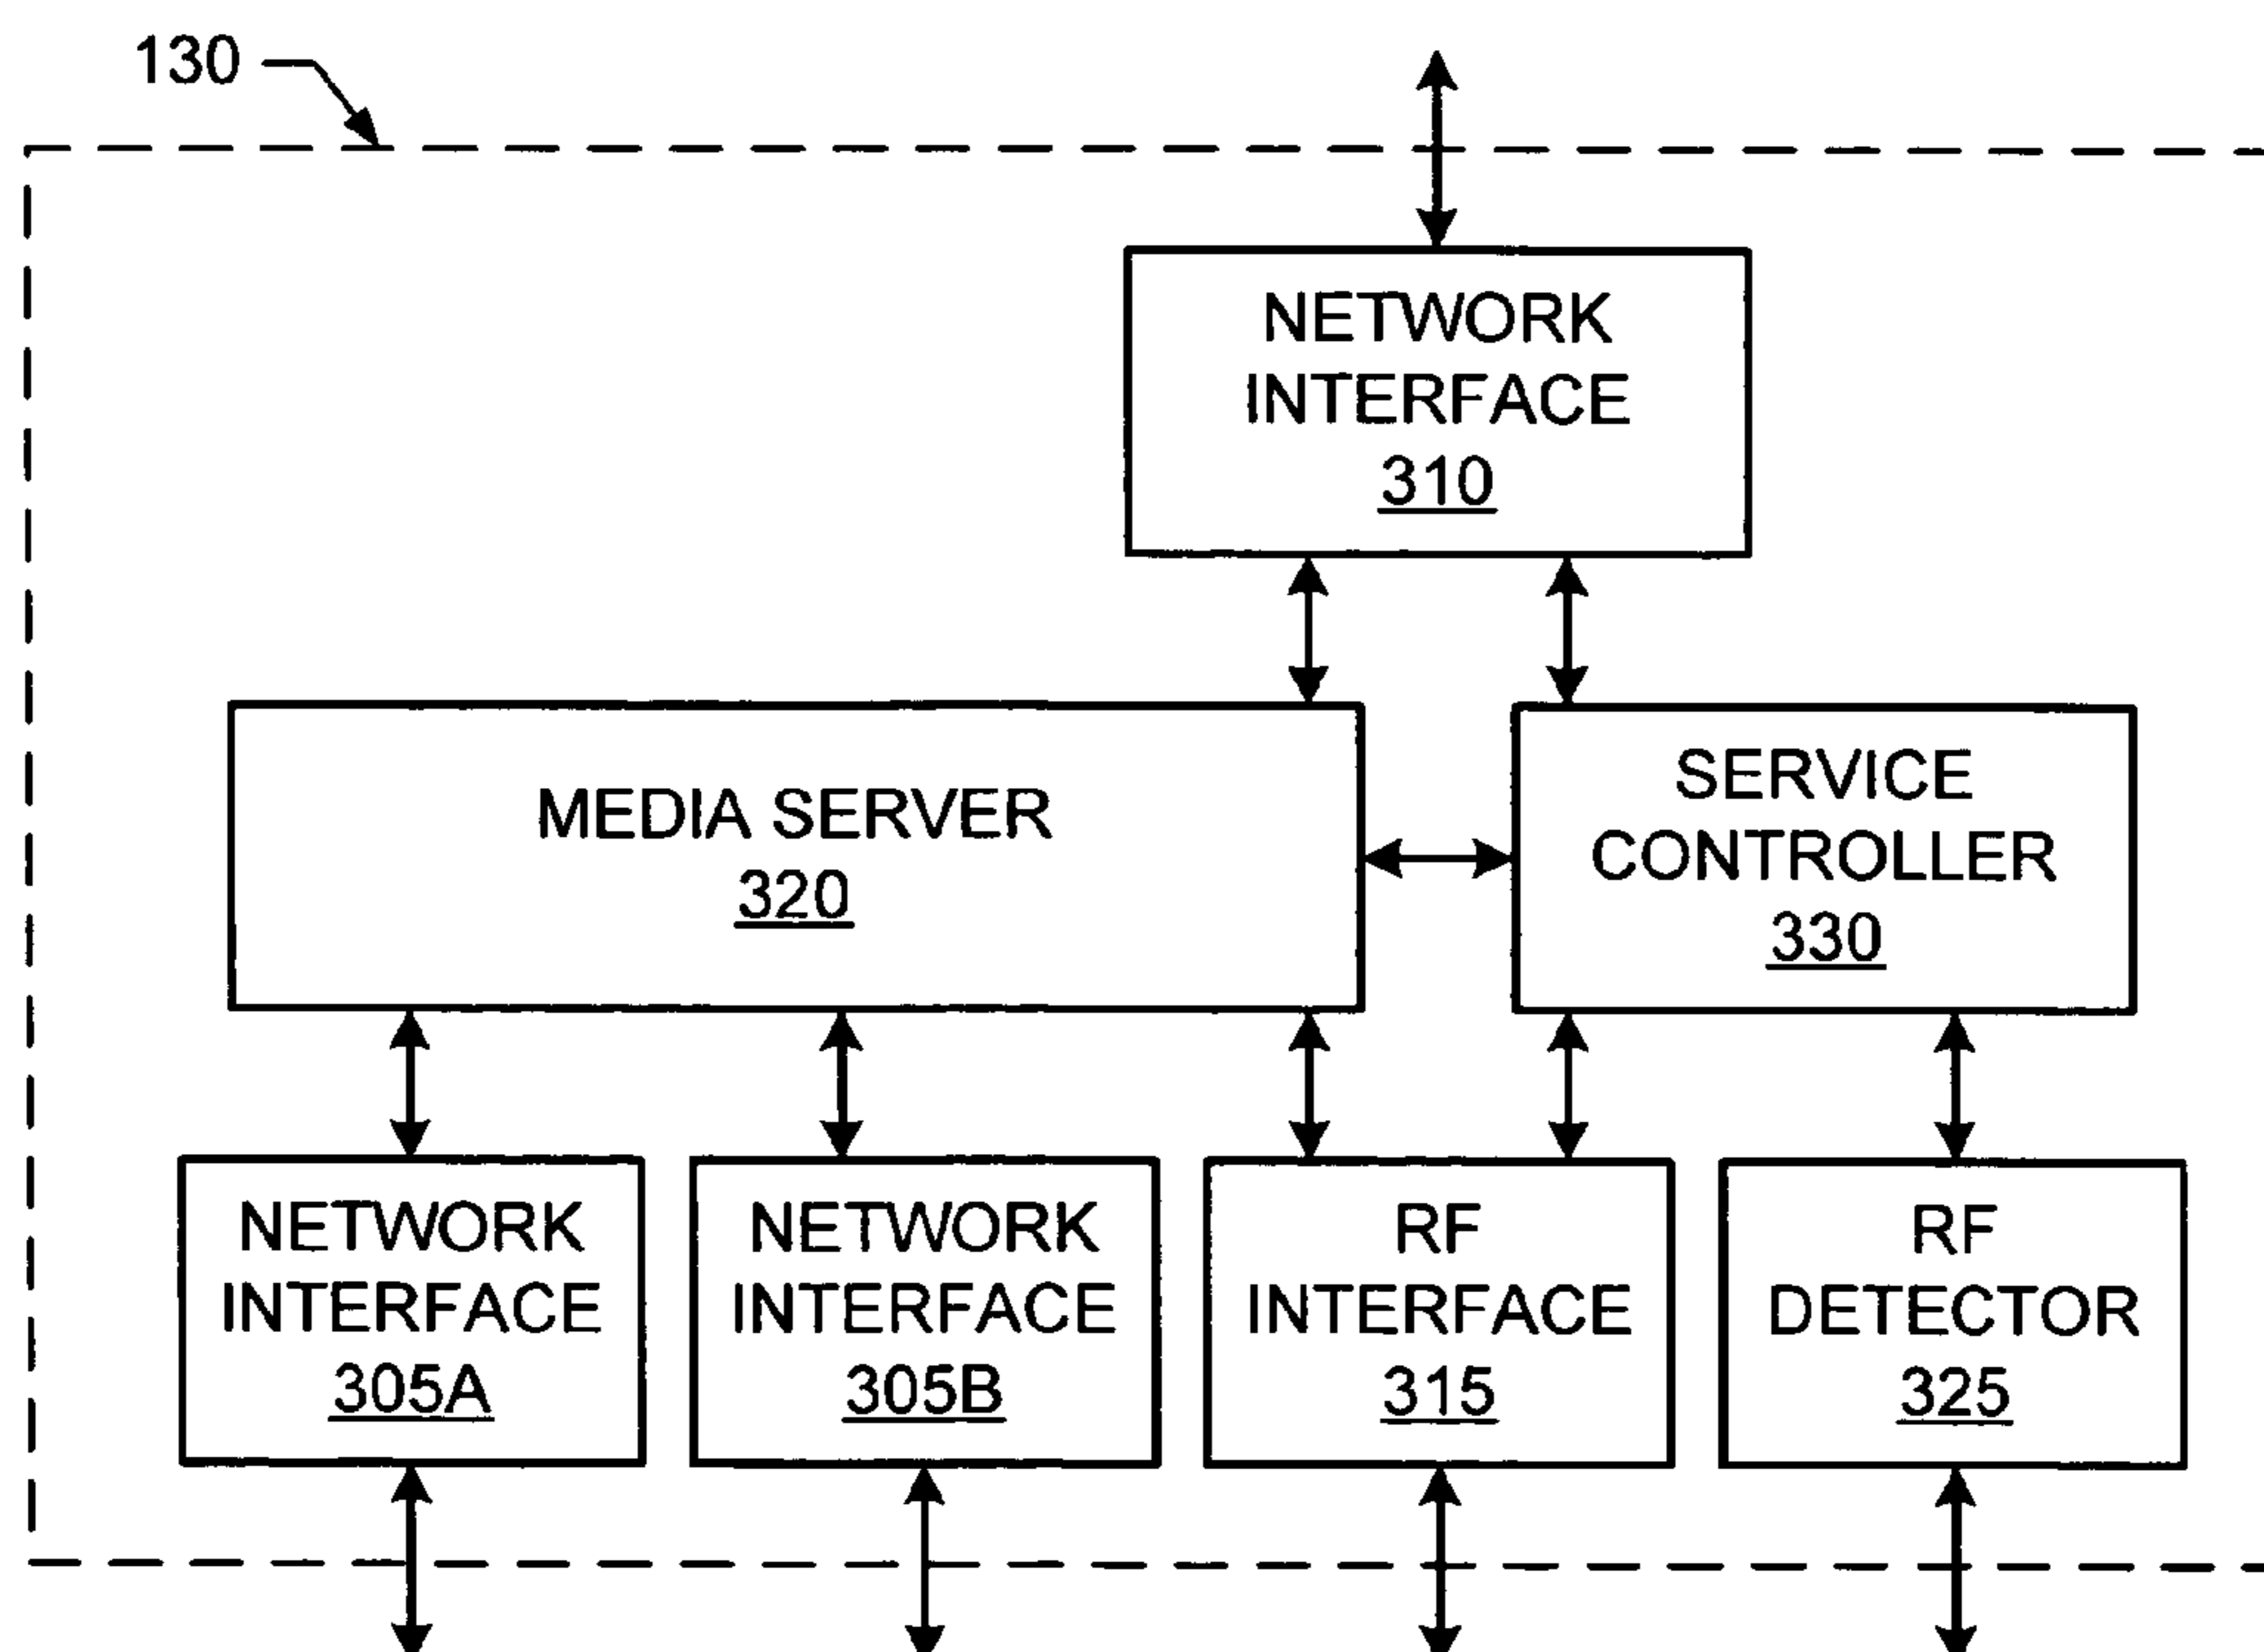 130
NETWORK
INTERFACE
310
MEDIA SERVER
320
SERVICE
CONTROLLER
330
NETWORK
INTERFACE
305A
NETWORK
INTERFACE
305B
RF
INTERFACE
315
RF
DETECTOR
325